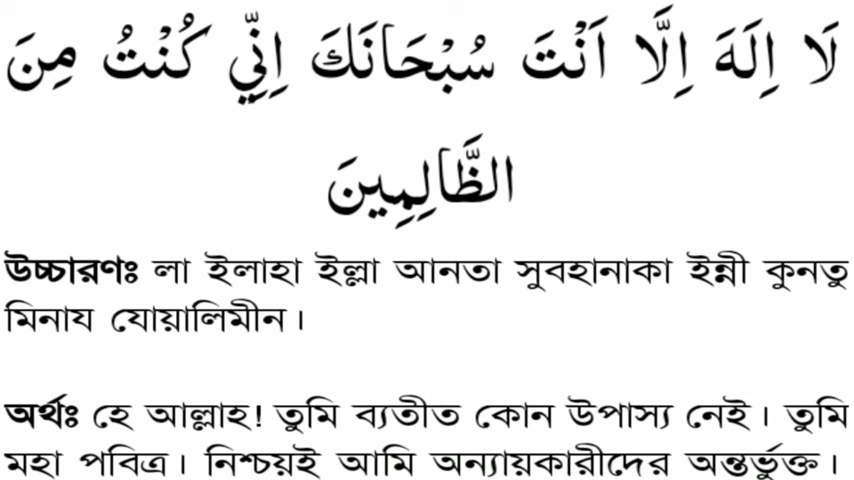 لَا اِلَهَ اِلَّا اَنْتَ سُبْحَانَكَ اِنِّي كُنْتُ مِنَ
الظَّالِمِينَ
উচ্চারণঃ লা ইলাহা ইল্লা আনতা সুবহানাকা ইন্নী কুনতু
মিনায যোয়ালিমীন।
অর্থঃ হে আল্লাহ! তুমি ব্যতীত কোন উপাস্য নেই। তুমি
মহা পবিত্র। নিশ্চয়ই আমি অন্যায়কারীদের অন্তর্ভুক্ত।